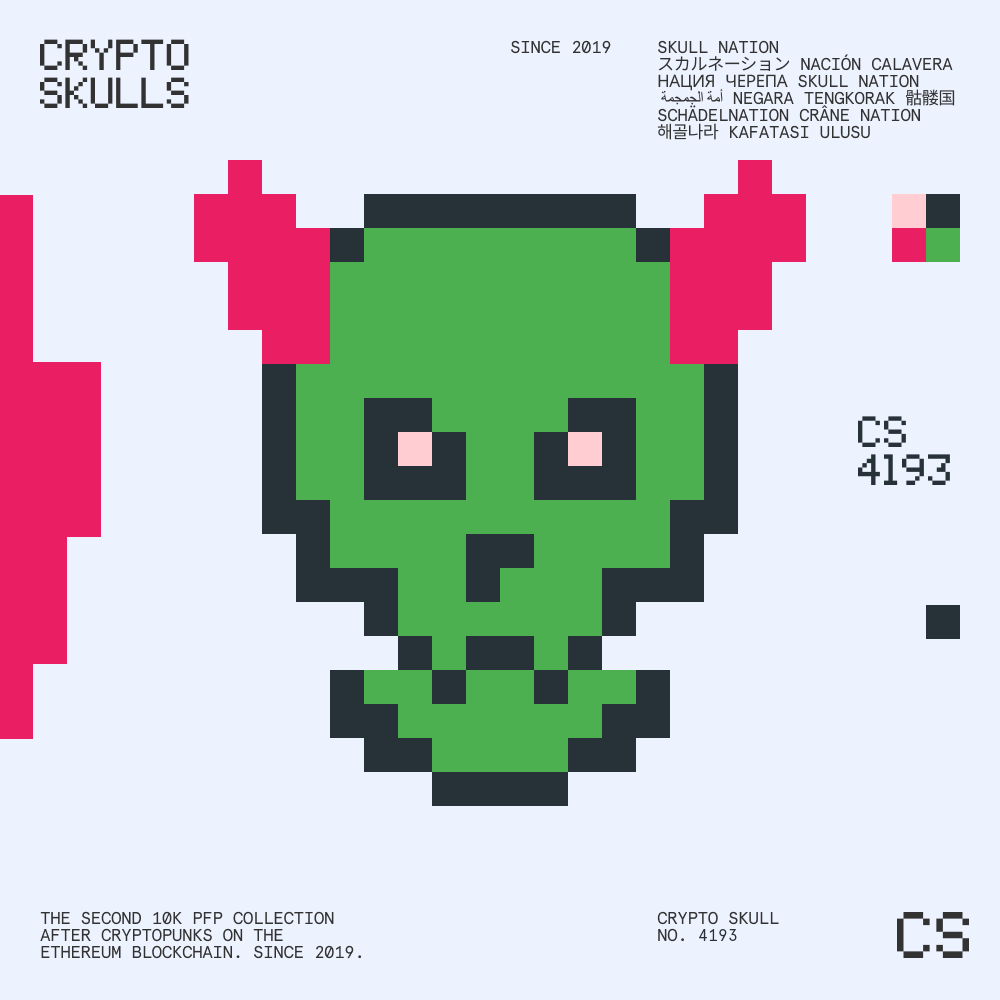 CRYPTO
SKULLS
SINCE 2019
SKULL NATION
スカルネーション NACIÓN CALAVERA
НАЦИЯ ЧЕРЕПА SKULL NATION
أمة الجمجمة NEGARA TENGKORAK 骷髅国
SCHÄDELNATION CRÂNE NATION
해골나라 KAFATASI ULUSU
CS
4193
THE SECOND 10K PFP COLLECTION
AFTER CRYPTOPUNKS ON THE
ETHEREUM BLOCKCHAIN. SINCE 2019.
CRYPTO SKULL
NO. 4193
CS